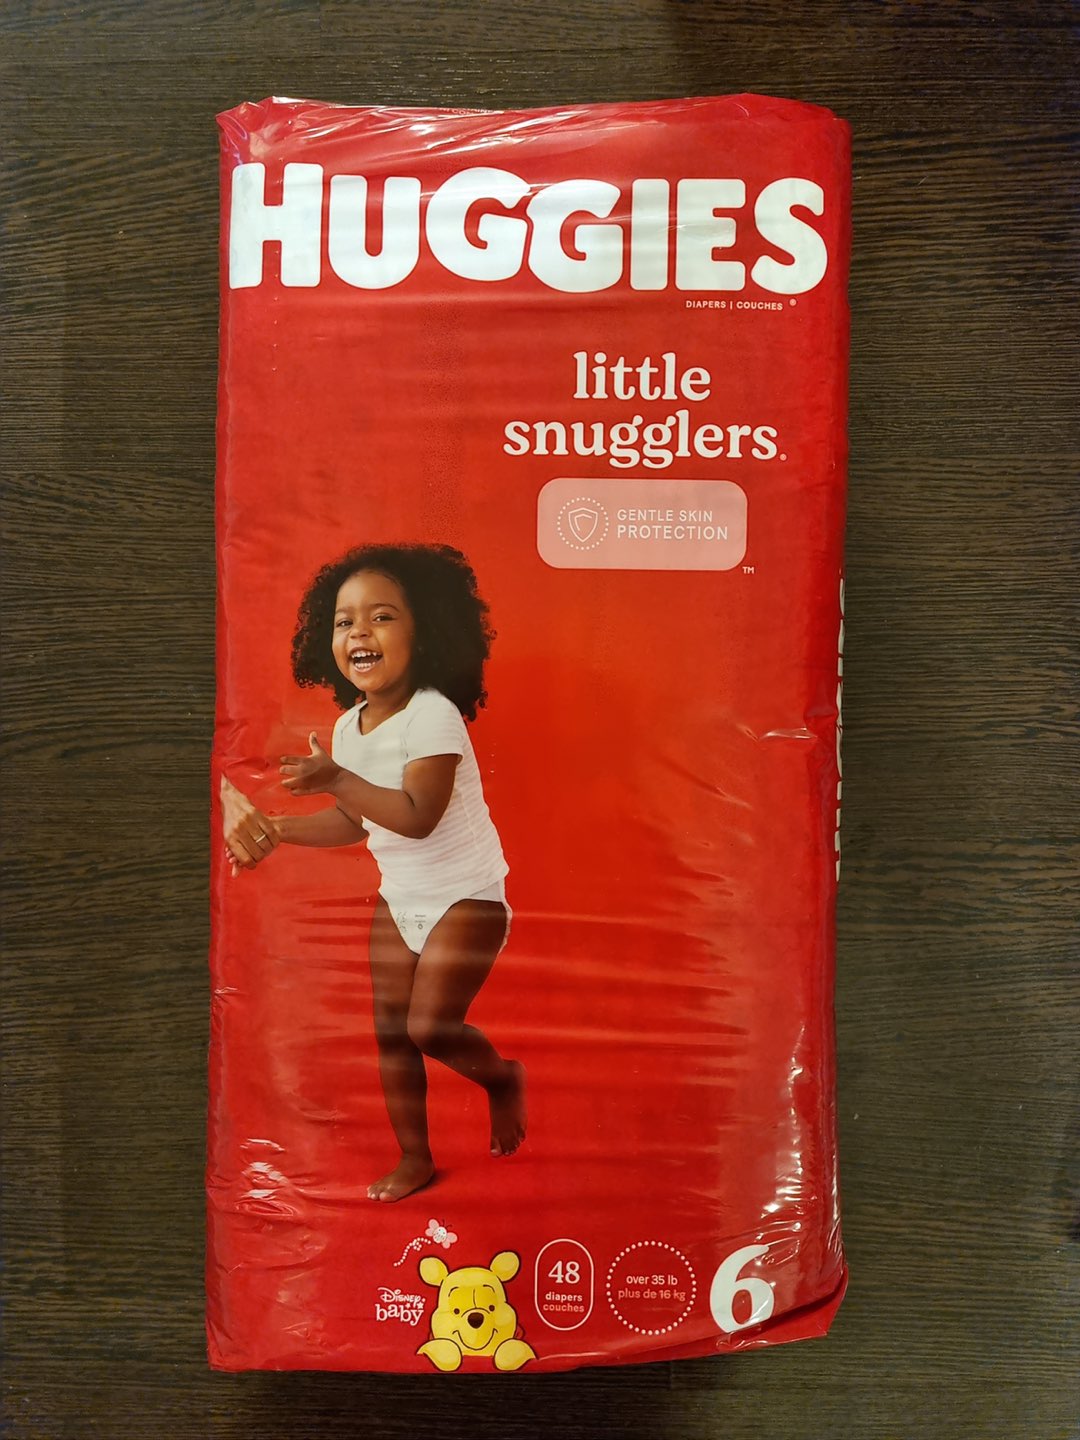 HUGGIES
DIAPERS | COUCHES ®
little
snugglers®
GENTLE SKIN
PROTECTION
™
Disney
baby
48
diapers
couches
over 35 lb
plus de 16 kg
6